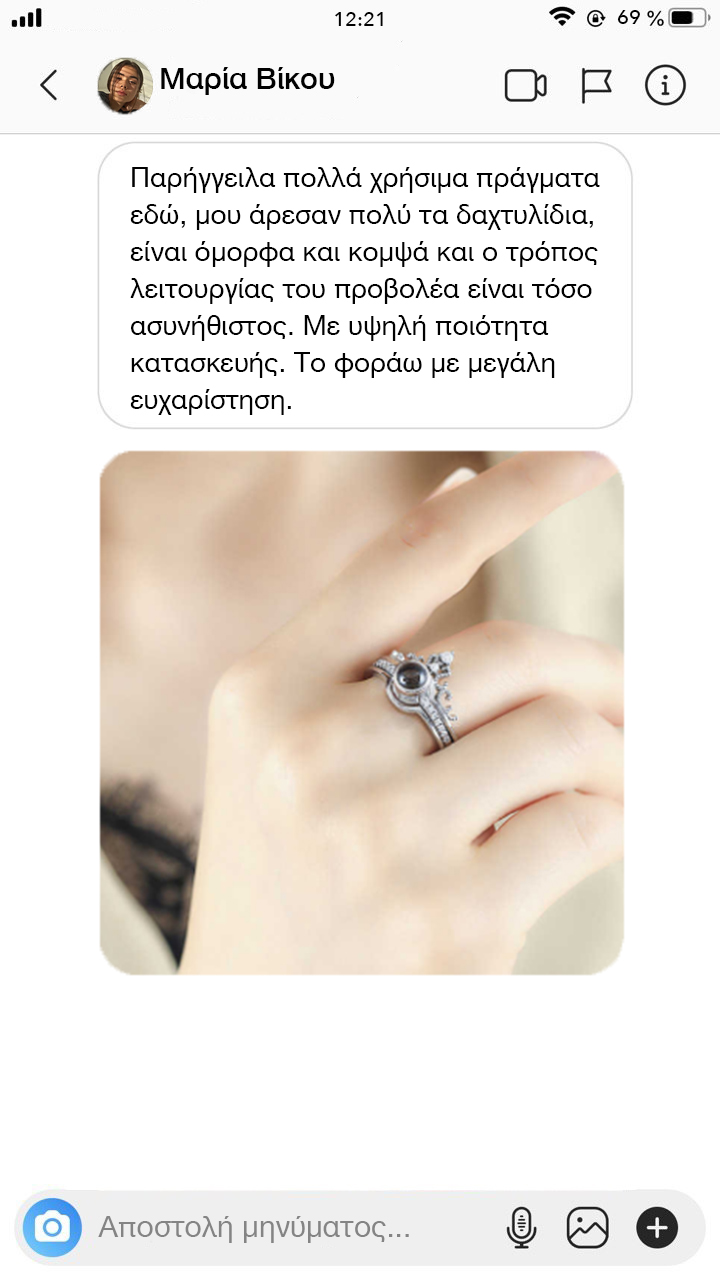 12:21
69 %
Μαρία Βίκου
Παρήγγειλα πολλά χρήσιμα πράγματα
εδώ, μου άρεσαν πολύ τα δαχτυλίδια,
είναι όμορφα και κομψά και ο τρόπος
λειτουργίας του προβολέα είναι τόσο
ασυνήθιστος. Με υψηλή ποιότητα
κατασκευής. Το φοράω με μεγάλη
ευχαρίστηση.
Αποστολή μηνύματος...